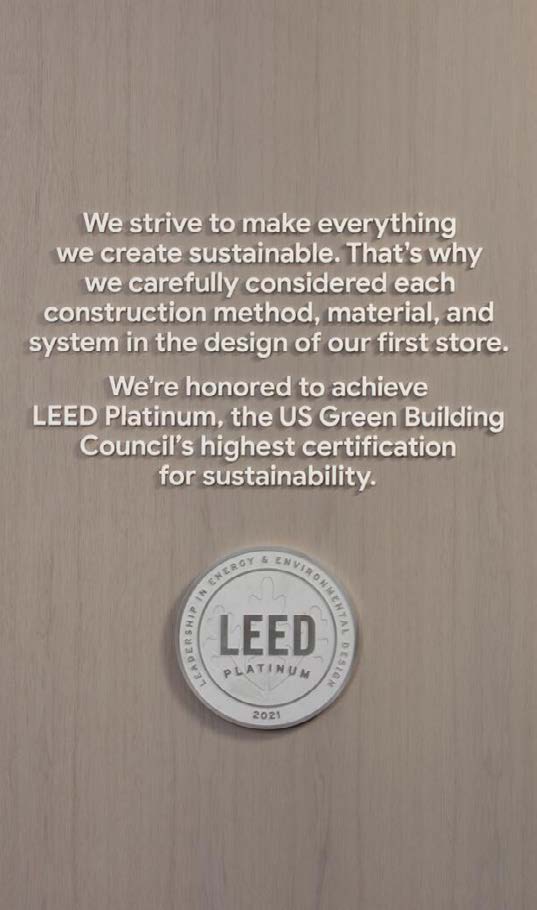 We strive to make everything
we create sustainable. That's why
we carefully considered each
construction method, material, and
system in the design of our first store.
We're honored to achieve
LEED Platinum, the US Green Building
Council's highest certification
for sustainability.
LEADERSHIP IN ENERGY & ENVIRONMENTAL DESIGN
LEED
PLATINUM
2021